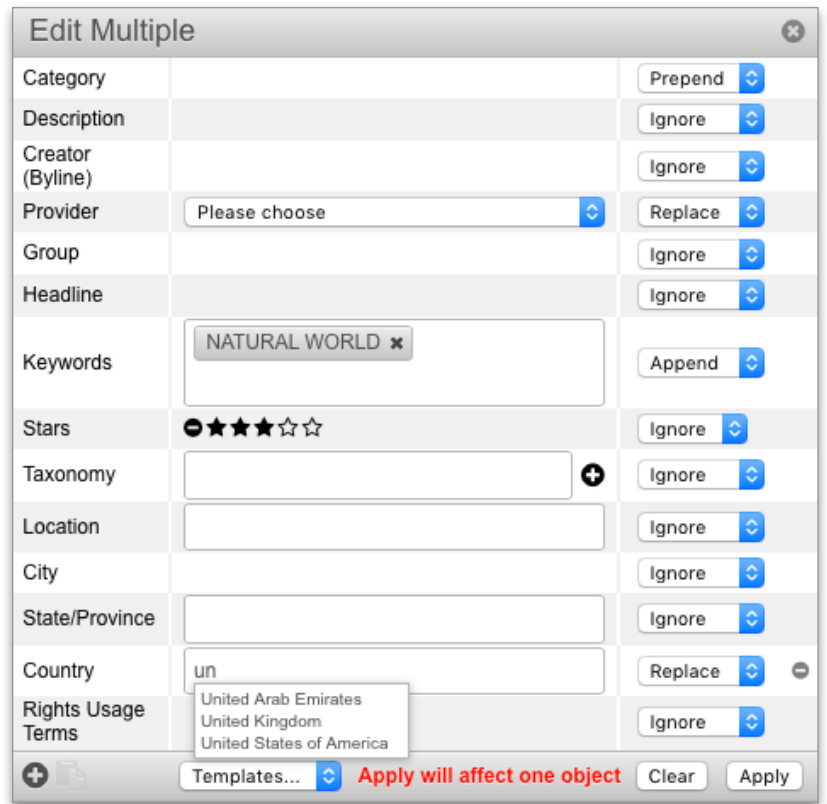 Edit Multiple
Category Prepend
Description Ignore
Creator
(Byline) Ignore
Provider Please choose Replace
Group Ignore
Headline Ignore
Keywords NATURAL WORLD Append
Stars Ignore
Taxonomy Ignore
Location Ignore
City Ignore
State/Province Ignore
Country un Replace
United Arab Emirates
United Kingdom
United States of America
Rights Usage
Terms Ignore
Templates... Apply will affect one object Clear Apply